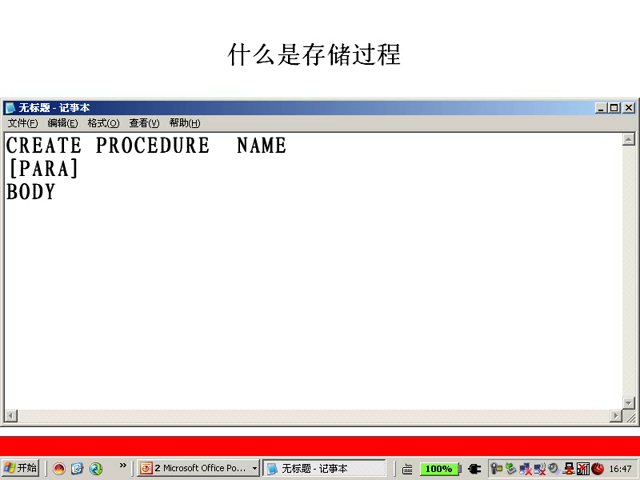 什么是存储过程
无标题 - 记事本
文件(F) 编辑(E) 格式(O) 查看(V) 帮助(H)
CREATE PROCEDURE NAME
[PARA]
BODY
开始 » 2 Microsoft Office Po... 无标题 - 记事本 100% 16:47